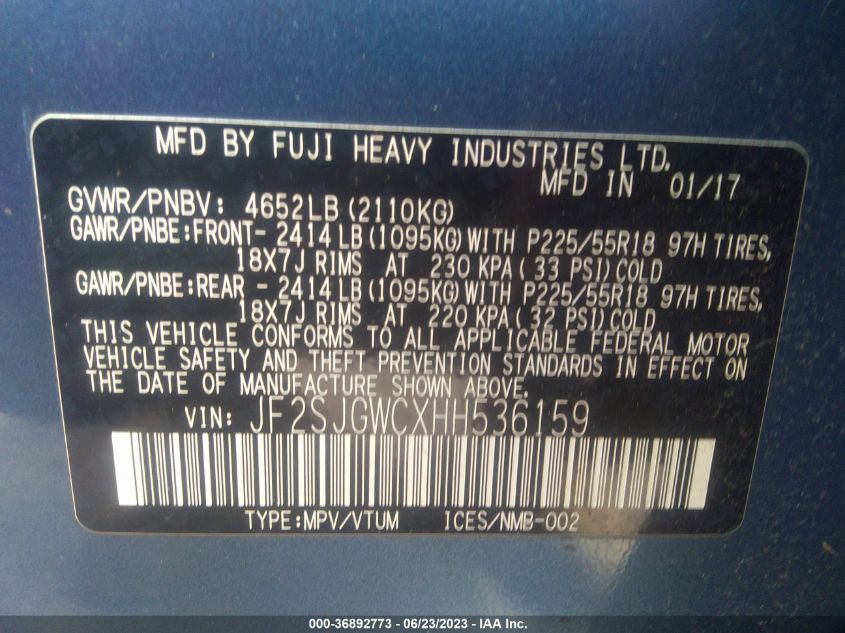 MFD BY FUJI HEAVY INDUSTRIES LTD.
MFD IN 01/17
GVWR/PNBV: 4652LB(2110KG)
GAWR/PNBE:FRONT- 2414LB(1095KG)WITH P225/55R18 97H TIRES,
18X7J RIMS AT 230 KPA(33 PSI)COLD
GAWR/PNBE:REAR - 2414LB(1095KG)WITH P225/55R18 97H TIRES,
18X7J RIMS AT 220 KPA(32 PSI)COLD
THIS VEHICLE CONFORMS TO ALL APPLICABLE FEDERAL MOTOR
VEHICLE SAFETY AND THEFT PREVENTION STANDARDS IN EFFECT ON
THE DATE OF MANUFACTURE SHOWN ABOVE.
VIN: JF2SJGWCXHH536159
TYPE:MPV/VTUM ICES/NMB-002
000-36892773 - 06/23/2023 - IAA Inc.